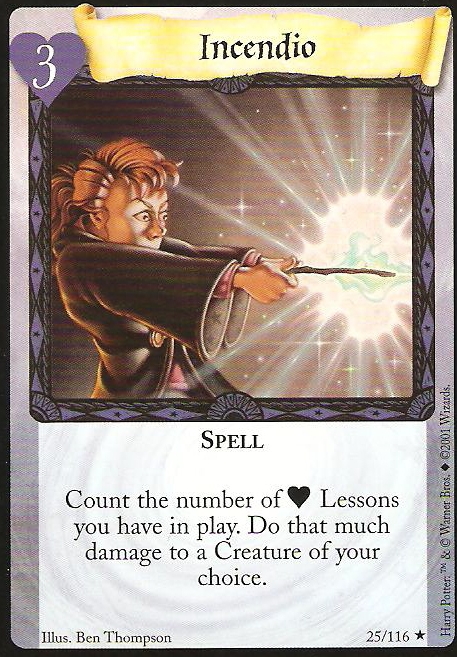 3
Incendio
SPELL
Count the number of ♥ Lessons
you have in play. Do that much
damage to a Creature of your
choice.
Illus. Ben Thompson
25/116 ★
Harry Potter, ™ & © Warner Bros. ◆ ©2001 Wizards.